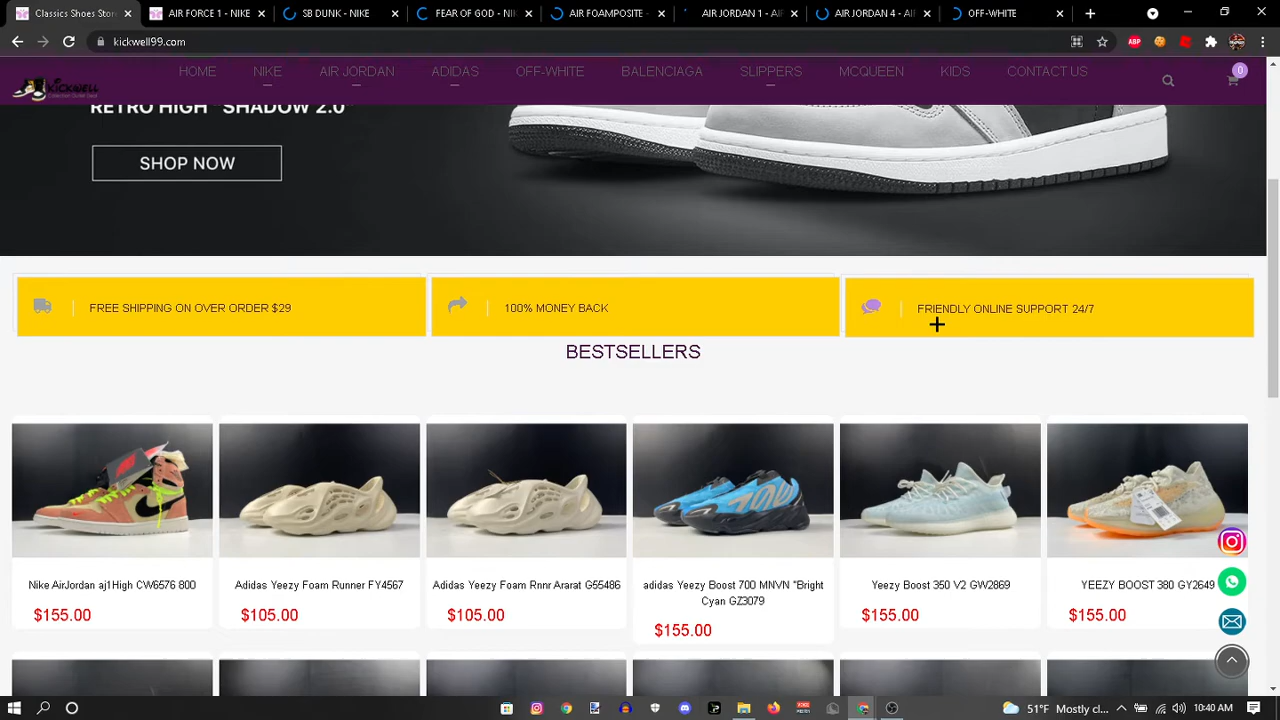 Classics Shoes Stor
AIR FORCE 1 - NIKE
SB DUNK - NIKE
FEAR OF GOD - NIKE
AIR FOAMPOSITE -
AIR JORDAN 1 - AI
AIR JORDAN 4 - AI
OFF-WHITE
kickwell99.com
ABP
KICKWELL
HOME
NIKE
AIR JORDAN
ADIDAS
OFF-WHITE
BALENCIAGA
SLIPPERS
MCQUEEN
KIDS
CONTACT US
0
RETRO HIGH "SHADOW 2.0"
SHOP NOW
FREE SHIPPING ON OVER ORDER $29
100% MONEY BACK
FRIENDLY ONLINE SUPPORT 24/7
BESTSELLERS
Nike AirJordan aj1High CW6576 800
$155.00
Adidas Yeezy Foam Runner FY4567
$105.00
Adidas Yeezy Foam Rnnr Ararat G55486
$105.00
adidas Yeezy Boost 700 MNVN "Bright
Cyan GZ3079
$155.00
Yeezy Boost 350 V2 GW2869
$155.00
YEEZY BOOST 380 GY2649
$155.00
51°F Mostly cl...
10:40 AM